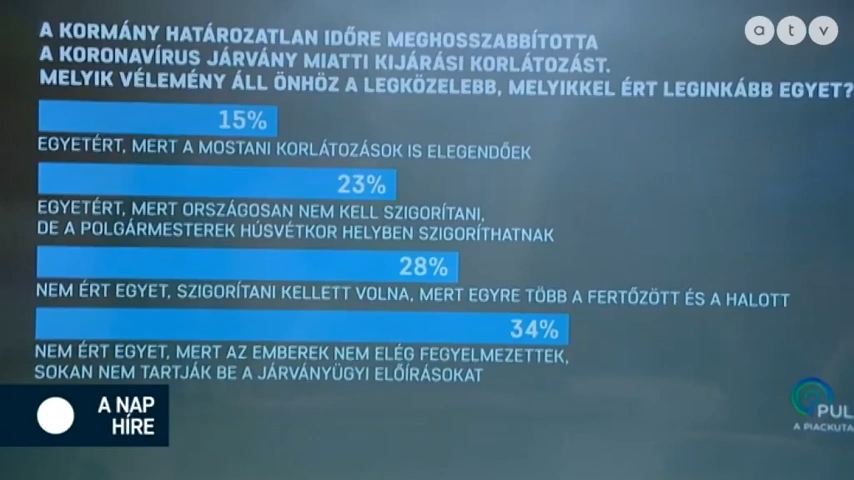 A KORMÁNY HATÁROZATLAN IDŐRE MEGHOSSZABBÍTOTTA
A KORONAVÍRUS JÁRVÁNY MIATTI KIJÁRÁSI KORLÁTOZÁST.
MELYIK VÉLEMÉNY ÁLL ÖNHÖZ A LEGKÖZELEBB, MELYIKKEL ÉRT LEGINKÁBB EGYET?
atv
15%
EGYETÉRT, MERT A MOSTANI KORLÁTOZÁSOK IS ELEGENDŐEK
23%
EGYETÉRT, MERT ORSZÁGOSAN NEM KELL SZIGORÍTANI,
DE A POLGÁRMESTEREK HÚSVÉTKOR HELYBEN SZIGORÍTHATNAK
28%
NEM ÉRT EGYET, SZIGORÍTANI KELLETT VOLNA, MERT EGYRE TÖBB A FERTŐZÖTT ÉS A HALOTT
34%
NEM ÉRT EGYET, MERT AZ EMBEREK NEM ELÉG FEGYELMEZETTEK,
SOKAN NEM TARTJÁK BE A JÁRVÁNYÜGYI ELŐÍRÁSOKAT
A NAP
HÍRE
PUL
A PIACKUTA